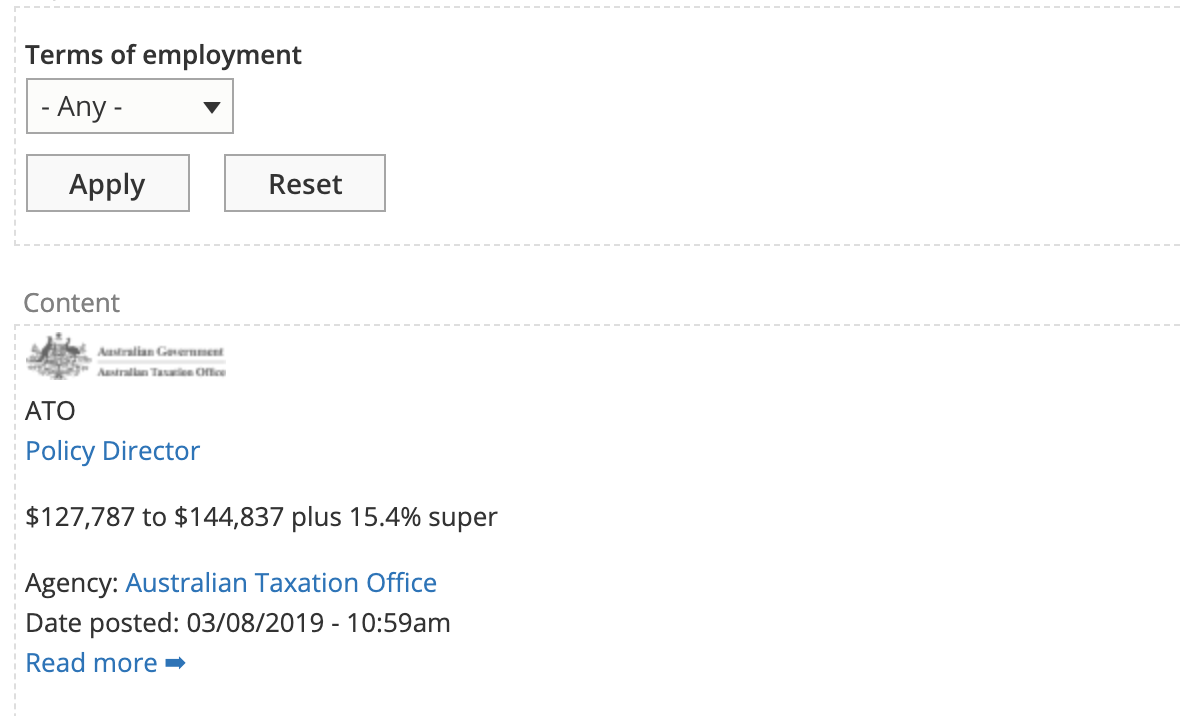 Terms of employment
- Any -
Apply
Reset
Content
Australian Government
Australian Taxation Office
ATO
Policy Director
$127,787 to $144,837 plus 15.4% super
Agency: Australian Taxation Office
Date posted: 03/08/2019 - 10:59am
Read more ➡